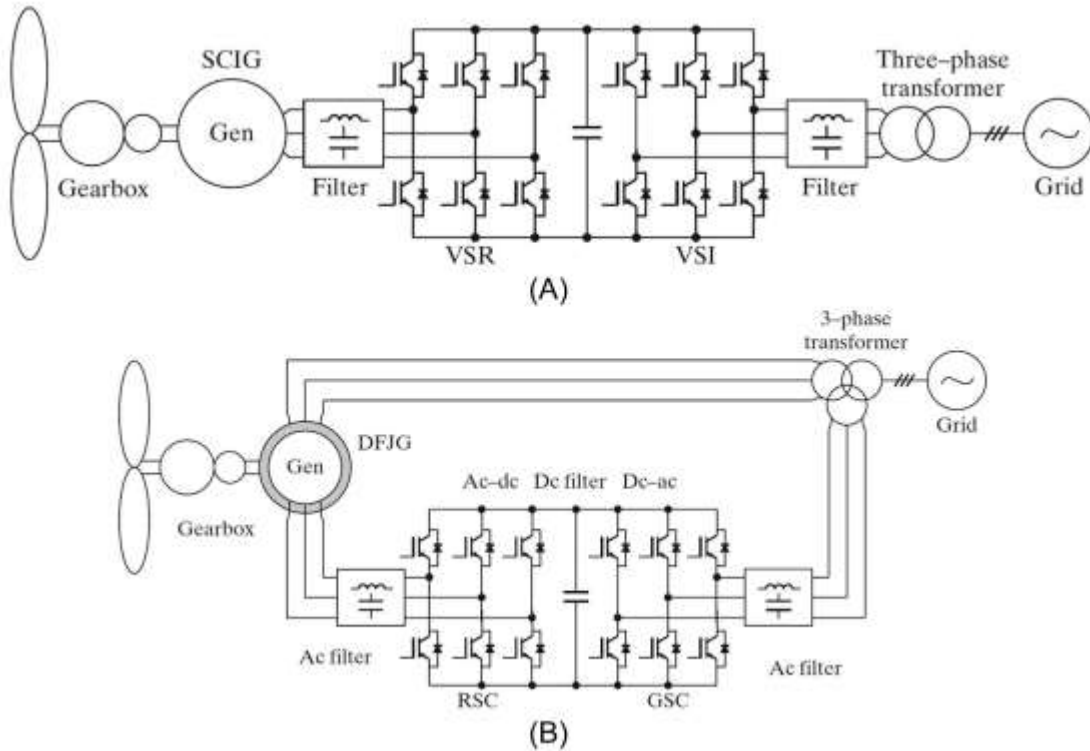 SCIG
Gen
Gearbox
Filter
VSR
VSI
Three–phase
transformer
Filter
Grid
(A)
3–phase
transformer
Grid
DFJG
Gen
Gearbox
Ac–dc
Dc filter
Dc–ac
Ac filter
RSC
GSC
Ac filter
(B)